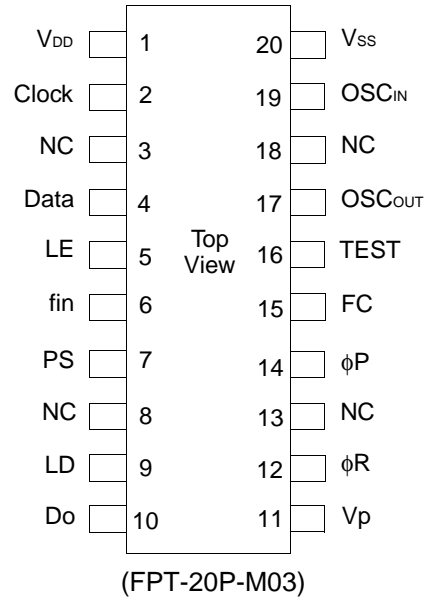 VDD 1 20 VSS
Clock 2 19 OSCIN
NC 3 18 NC
Data 4 17 OSCOUT
LE 5 Top View 16 TEST
fin 6 15 FC
PS 7 14 ϕP
NC 8 13 NC
LD 9 12 ϕR
Do 10 11 Vp
(FPT-20P-M03)